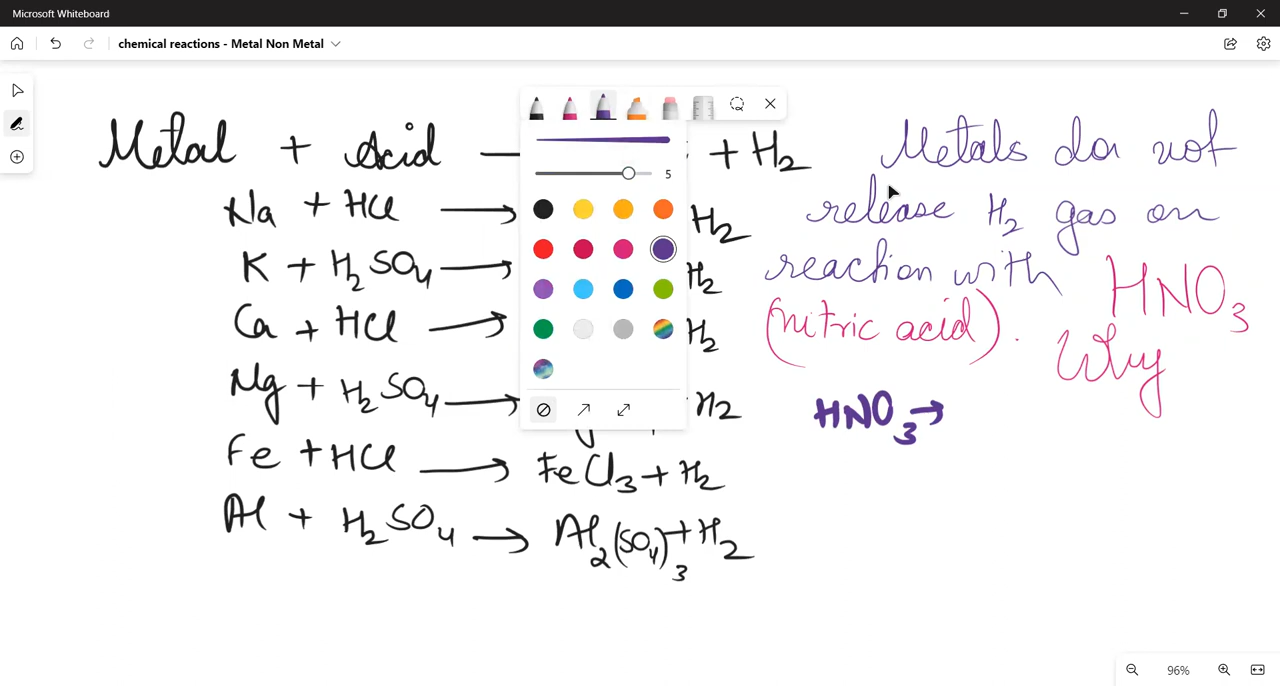 Microsoft Whiteboard
chemical reactions - Metal Non Metal
Metal + Acid — + H2
Na + HCl → H2
K + H2SO4 → H2
Ca + HCl → H2
Mg + H2SO4 → H2
Fe + HCl → FeCl3 + H2
Al + H2SO4 → Al2(SO4)3 + H2
5
Metals do not
release H2 gas on
reaction with HNO3
(nitric acid). Why
HNO3 →
96%